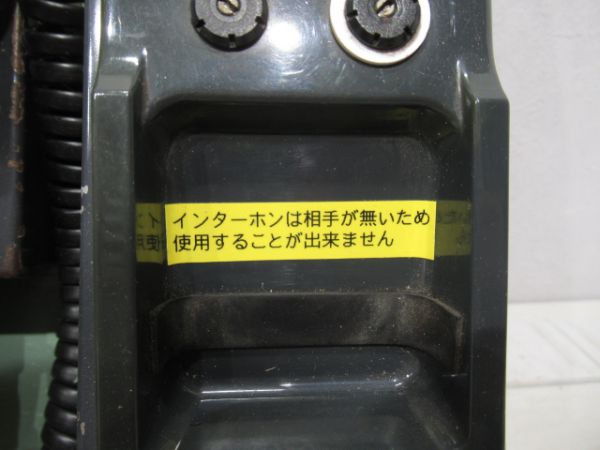 インターホンは相手が無いため
使用することが出来ません